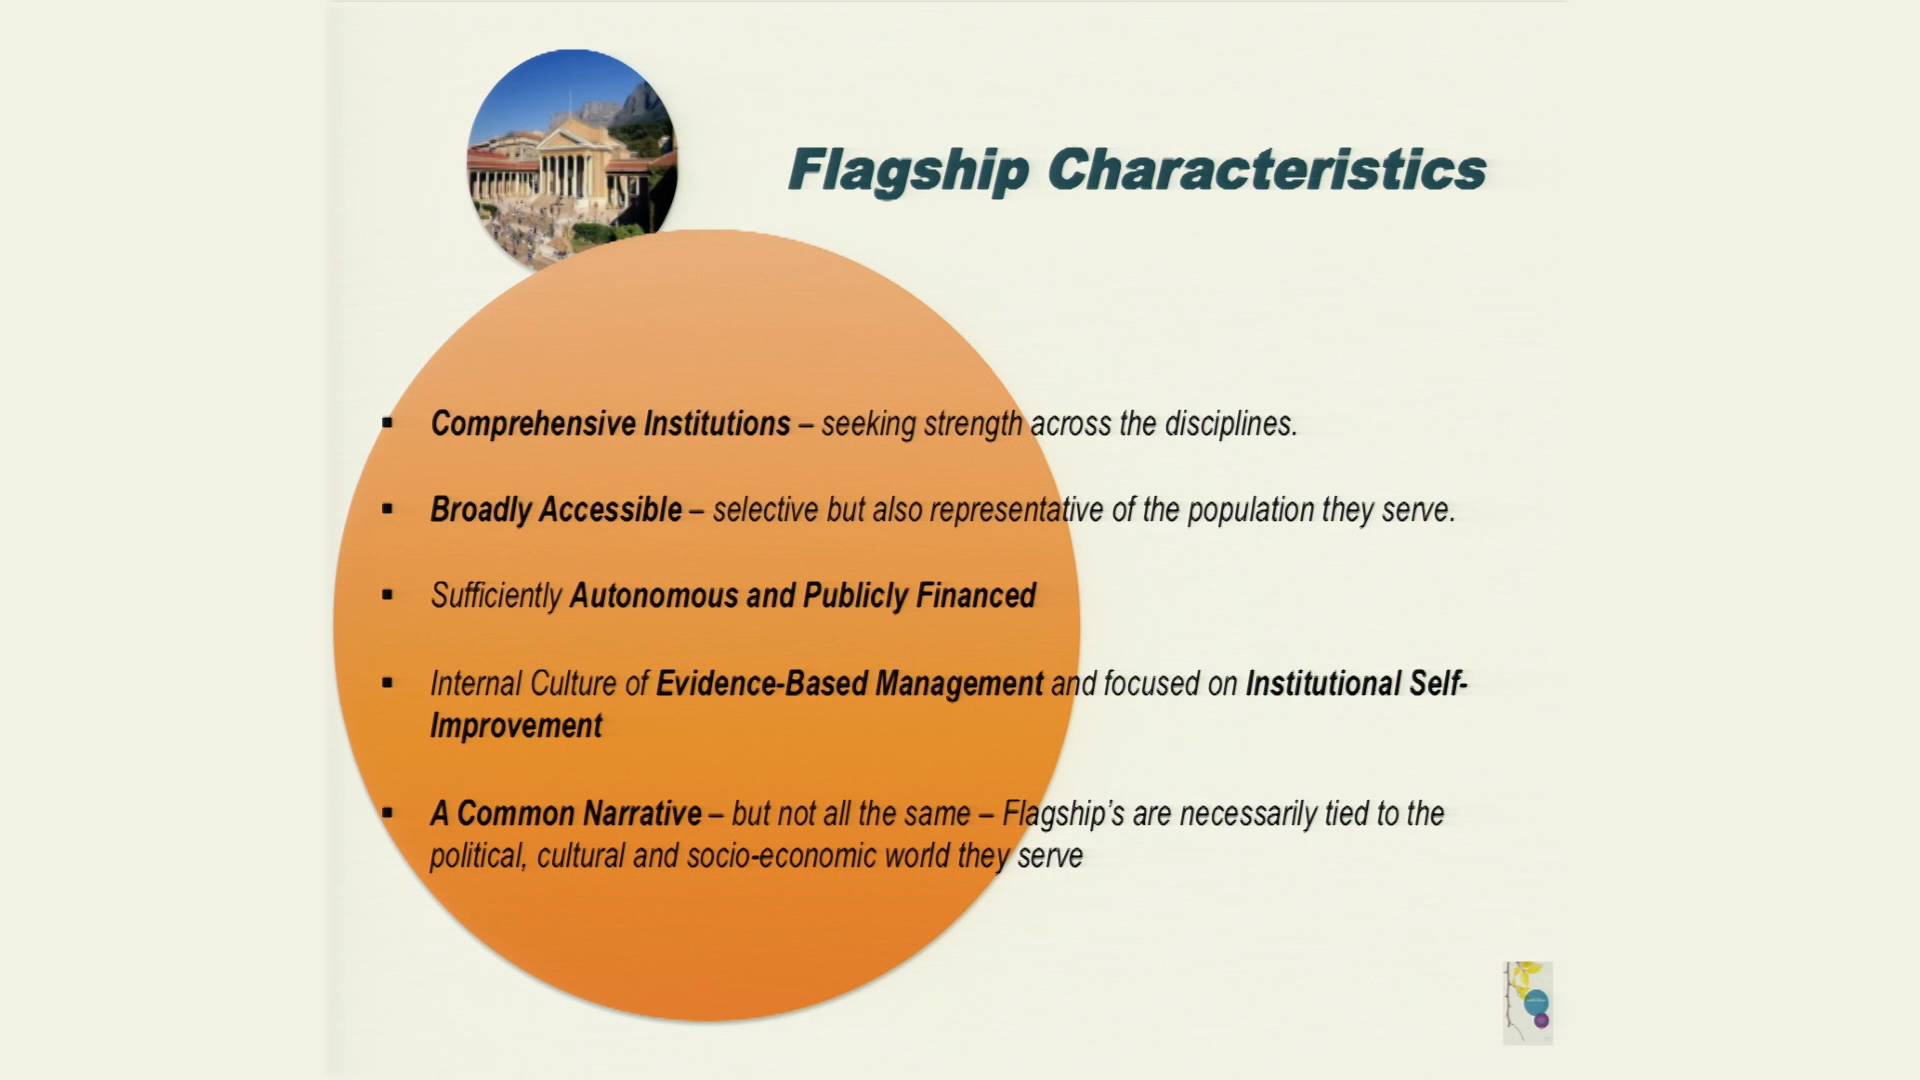 Flagship Characteristics
▪ Comprehensive Institutions – seeking strength across the disciplines.
▪ Broadly Accessible – selective but also representative of the population they serve.
▪ Sufficiently Autonomous and Publicly Financed
▪ Internal Culture of Evidence-Based Management and focused on Institutional Self-
Improvement
▪ A Common Narrative – but not all the same – Flagship’s are necessarily tied to the
political, cultural and socio-economic world they serve